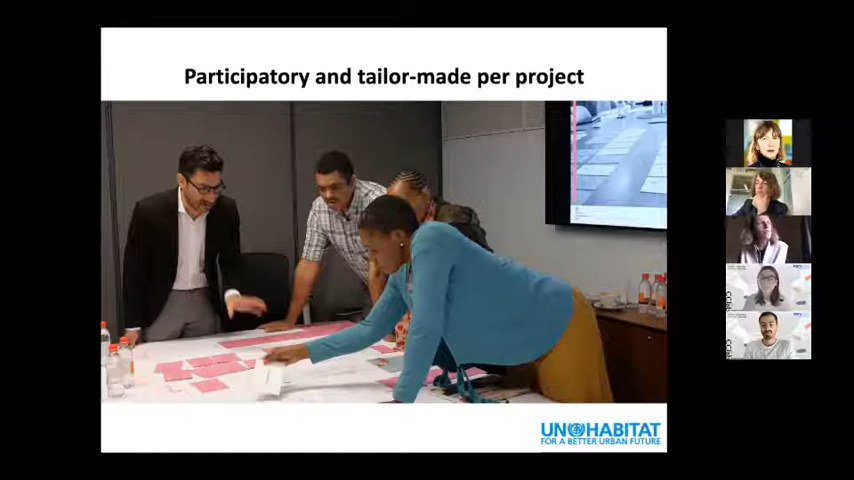 Participatory and tailor-made per project
UN HABITAT
FOR A BETTER URBAN FUTURE